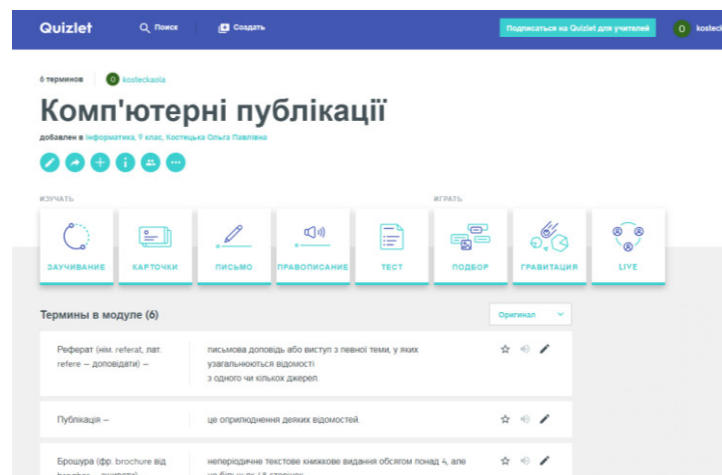 Quizlet Поиск Создать Подписаться на Quizlet для учителей O kosteck
6 терминов O kosteckaola
Комп'ютерні публікації
добавлен в Інформатика, 9 клас, Костецька Ольга Павлівна
ИЗУЧАТЬ ИГРАТЬ
ЗАУЧИВАНИЕ КАРТОЧКИ ПИСЬМО ПРАВОПИСАНИЕ ТЕСТ ПОДБОР ГРАВИТАЦИЯ LIVE
Термины в модуле (6) Оригинал
Реферат (нім. referat, лат.
refere – доповідати) –
письмова доповідь або виступ з певної теми, у яких
узагальнюються відомості
з одного чи кількох джерел.
Публікація –
це оприлюднення деяких відомостей.
Брошура (фр. brochure від
неперіодичне текстове книжкове видання обсягом понад 4, але